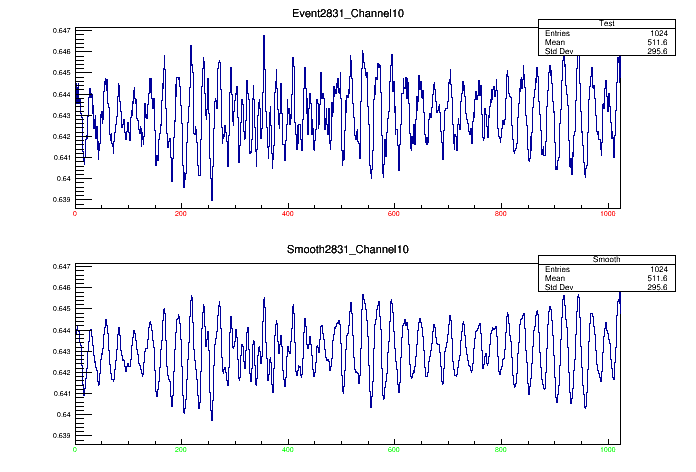 Event2831_Channel10
Test
Entries 1024
Mean 511.6
Std Dev 295.6
0.647
0.646
0.645
0.644
0.643
0.642
0.641
0.64
0.639
0 200 400 600 800 1000
Smooth2831_Channel10
Smooth
Entries 1024
Mean 511.6
Std Dev 295.6
0.647
0.646
0.645
0.644
0.643
0.642
0.641
0.64
0.639
0 200 400 600 800 1000